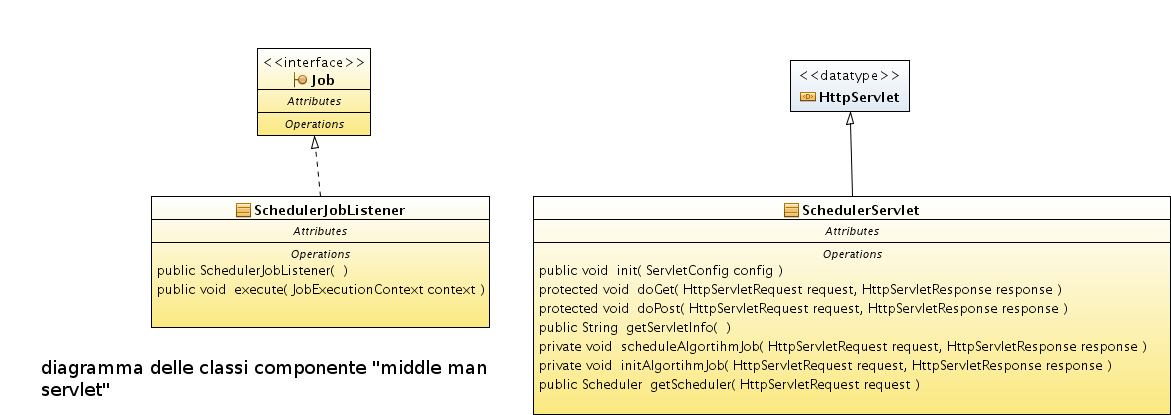 <<interface>>
Job
Attributes
Operations
SchedulerJobListener
Attributes
Operations
public SchedulerJobListener(  )
public void  execute( JobExecutionContext context )
diagramma delle classi componente "middle man
servlet"
<<datatype>>
HttpServlet
SchedulerServlet
Attributes
Operations
public void  init( ServletConfig config )
protected void  doGet( HttpServletRequest request, HttpServletResponse response )
protected void  doPost( HttpServletRequest request, HttpServletResponse response )
public String  getServletInfo(  )
private void  scheduleAlgortihmJob( HttpServletRequest request, HttpServletResponse response )
private void  initAlgortihmJob( HttpServletRequest request, HttpServletResponse response )
public Scheduler  getScheduler( HttpServletRequest request )